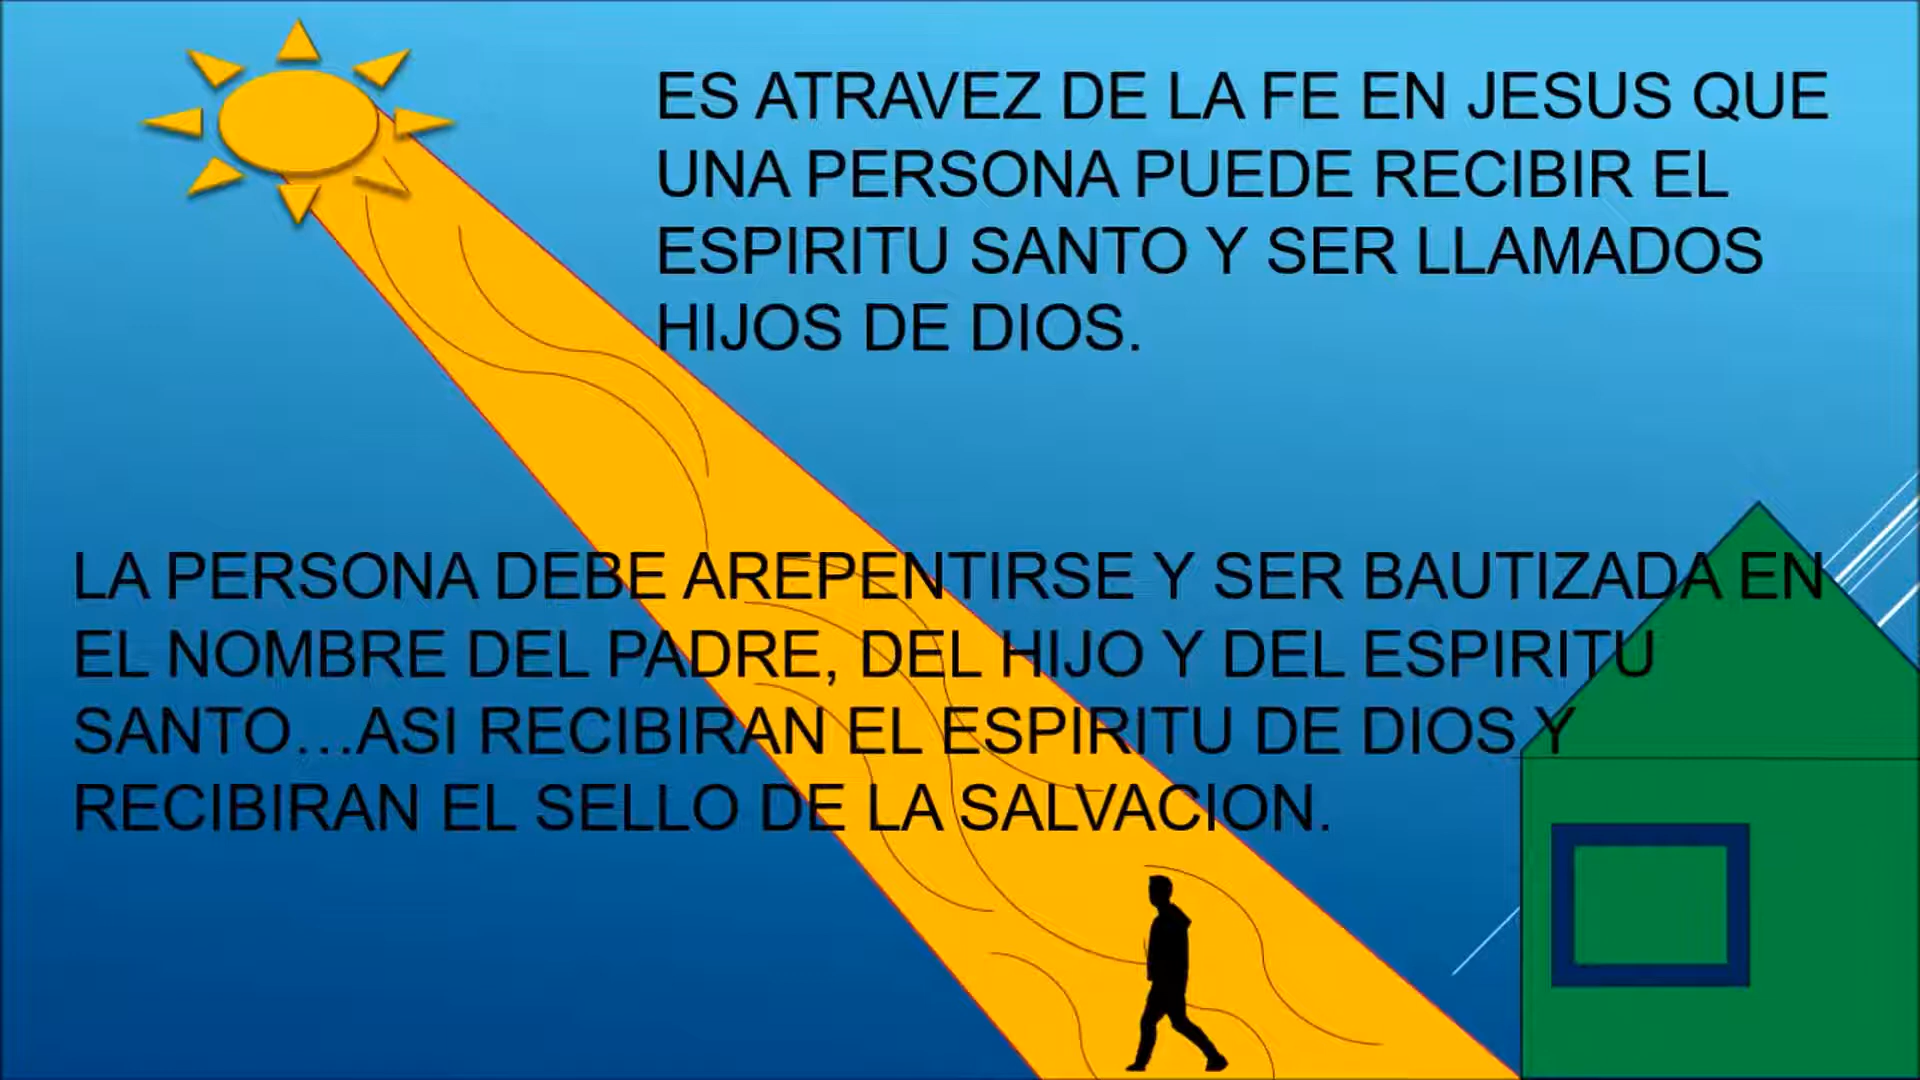 ES ATRAVEZ DE LA FE EN JESUS QUE
UNA PERSONA PUEDE RECIBIR EL
ESPIRITU SANTO Y SER LLAMADOS
HIJOS DE DIOS.
LA PERSONA DEBE AREPENTIRSE Y SER BAUTIZADA EN
EL NOMBRE DEL PADRE, DEL HIJO Y DEL ESPIRITU
SANTO…ASI RECIBIRAN EL ESPIRITU DE DIOS Y
RECIBIRAN EL SELLO DE LA SALVACION.